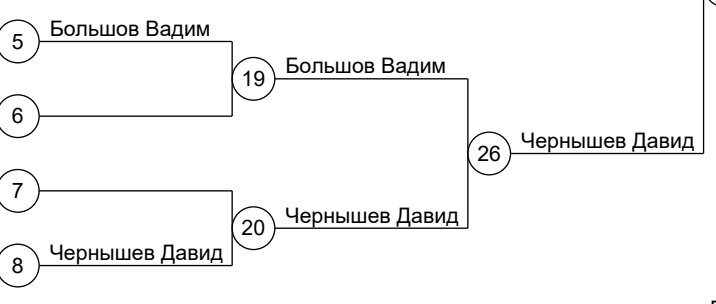 5 Большов Вадим
19 Большов Вадим
6
26 Чернышев Давид
7
20 Чернышев Давид
8 Чернышев Давид